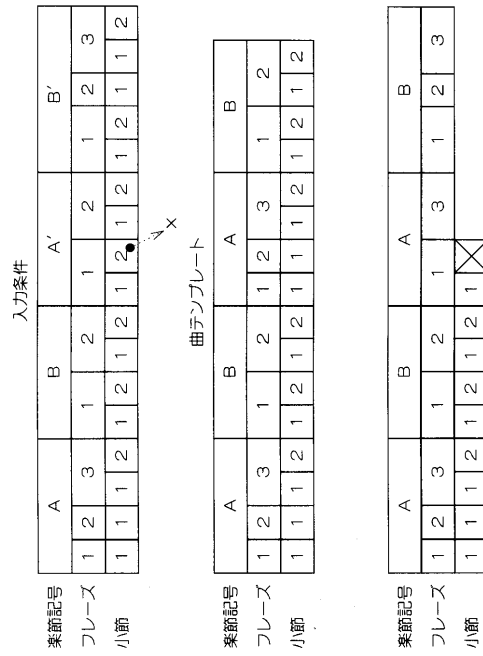 入力条件
楽節記号 A B A′ B′
フレーズ 1 2 3 1 2 1 2 1 2 3
小節 1 1 1 2 1 2 1 2 1 2 1 2 1 2 1 1 2
×
曲テンプレート
楽節記号 A B A B
フレーズ 1 2 3 1 2 1 2 3 1 2
小節 1 1 1 2 1 2 1 2 1 1 1 2 1 2 1 2
楽節記号 A B A B
フレーズ 1 2 3 1 2 1 3 1 2 3
小節 1 1 1 2 1 2 1 2 1